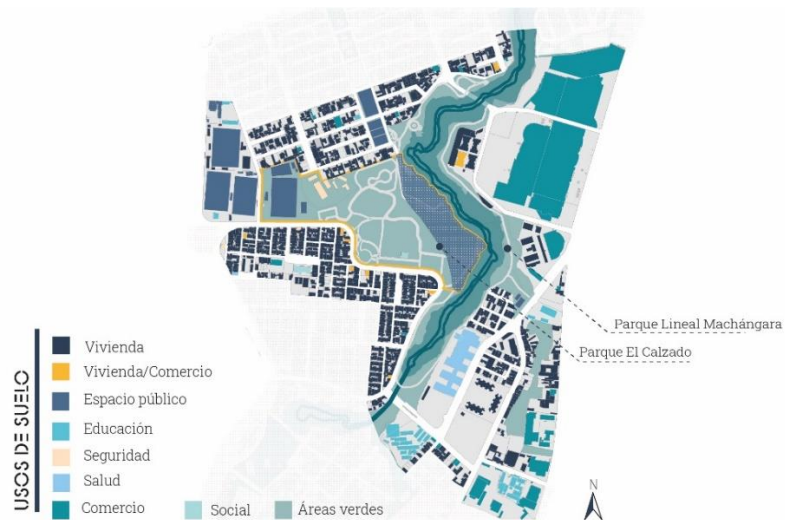 Parque Lineal Machángara
Parque El Calzado
USOS DE SUELO
Vivienda
Vivienda/Comercio
Espacio público
Educación
Seguridad
Salud
Comercio
Social
Áreas verdes
N